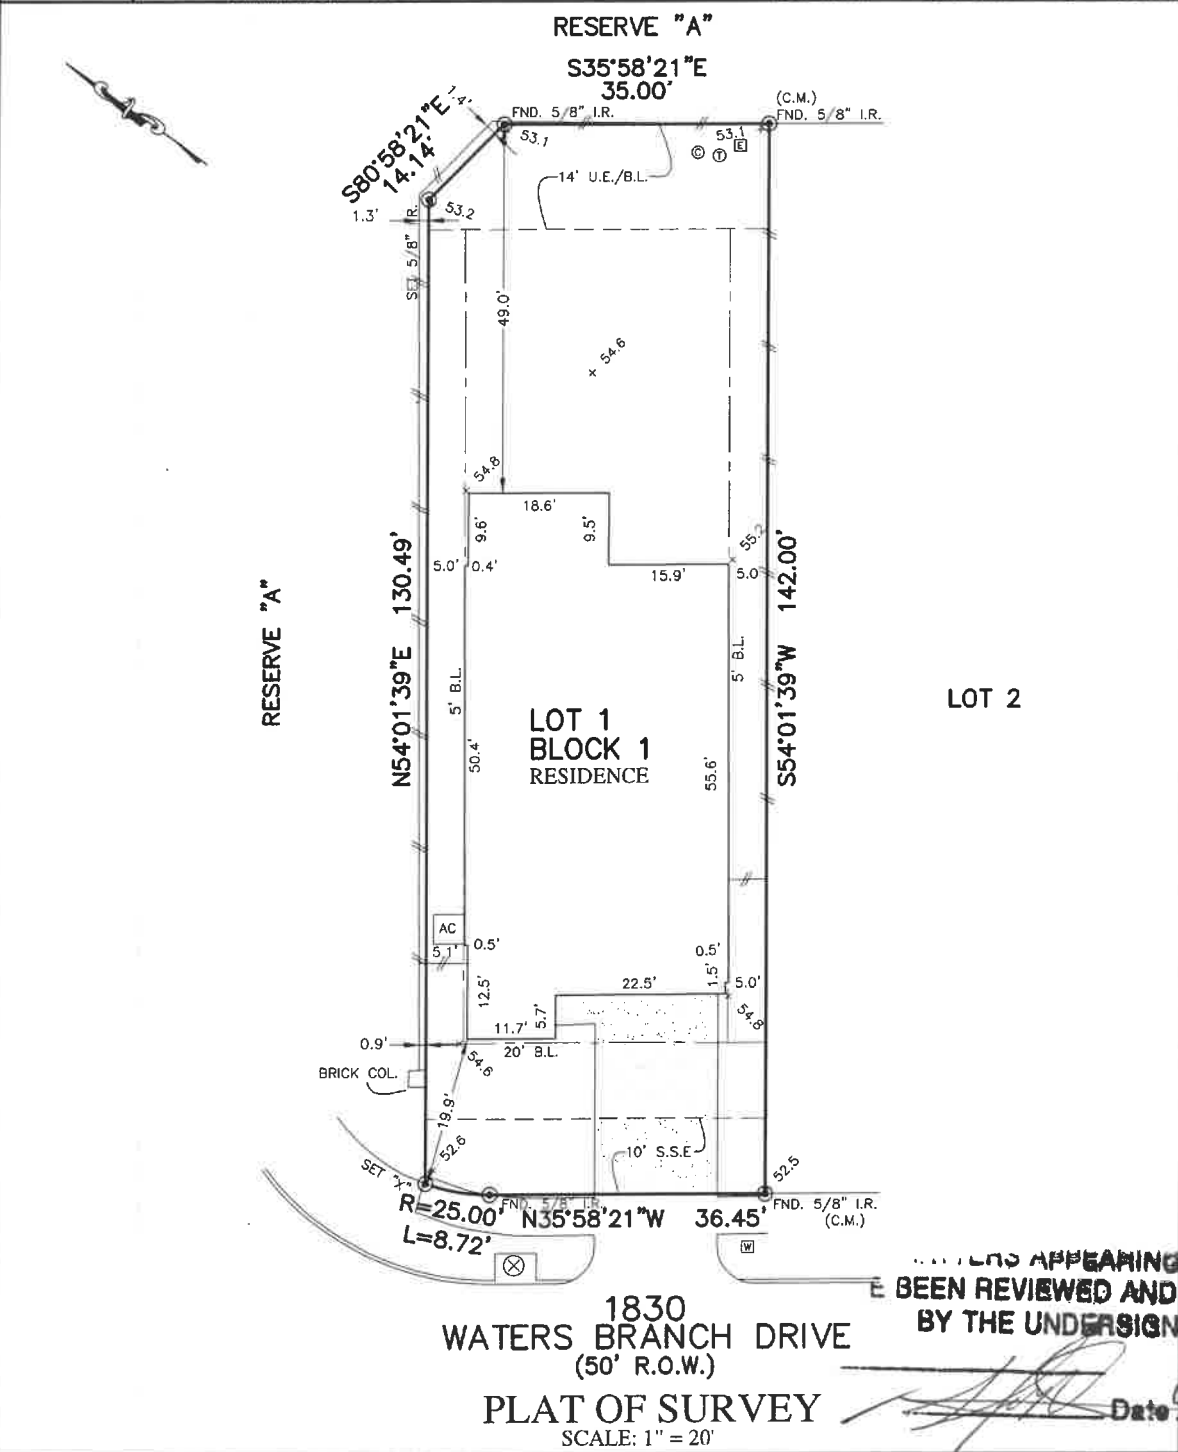 RESERVE "A"
S35°58'21"E
35.00'
S80°58'21"E
14.14'
1.4'
FND. 5/8" I.R.
(C.M.)
FND. 5/8" I.R.
53.1
53.1
E
C
T
14' U.E./B.L.
1.3'
53.2
SET 5/8" I.R.
49.0'
54.6
54.8
18.6'
9.6'
9.5'
55.2
5.0'
0.4'
15.9'
5.0'
N54°01'39"E 130.49'
S54°01'39"W 142.00'
RESERVE "A"
5' B.L.
5' B.L.
LOT 2
LOT 1
BLOCK 1
RESIDENCE
50.4'
55.6'
AC
5.1'
0.5'
0.5'
12.5'
22.5'
1.5'
5.0'
54.8
11.7'
5.7'
0.9'
20' B.L.
54.6
BRICK COL.
19.9'
52.6
10' S.S.E
52.5
SET "X"
FND. 5/8" I.R.
FND. 5/8" I.R.
(C.M.)
R=25.00'
L=8.72'
N35°58'21"W 36.45'
W
APPEARING
E BEEN REVIEWED AND
BY THE UNDERSIGN
Date
1830
WATERS BRANCH DRIVE
(50' R.O.W.)
PLAT OF SURVEY
SCALE: 1" = 20'